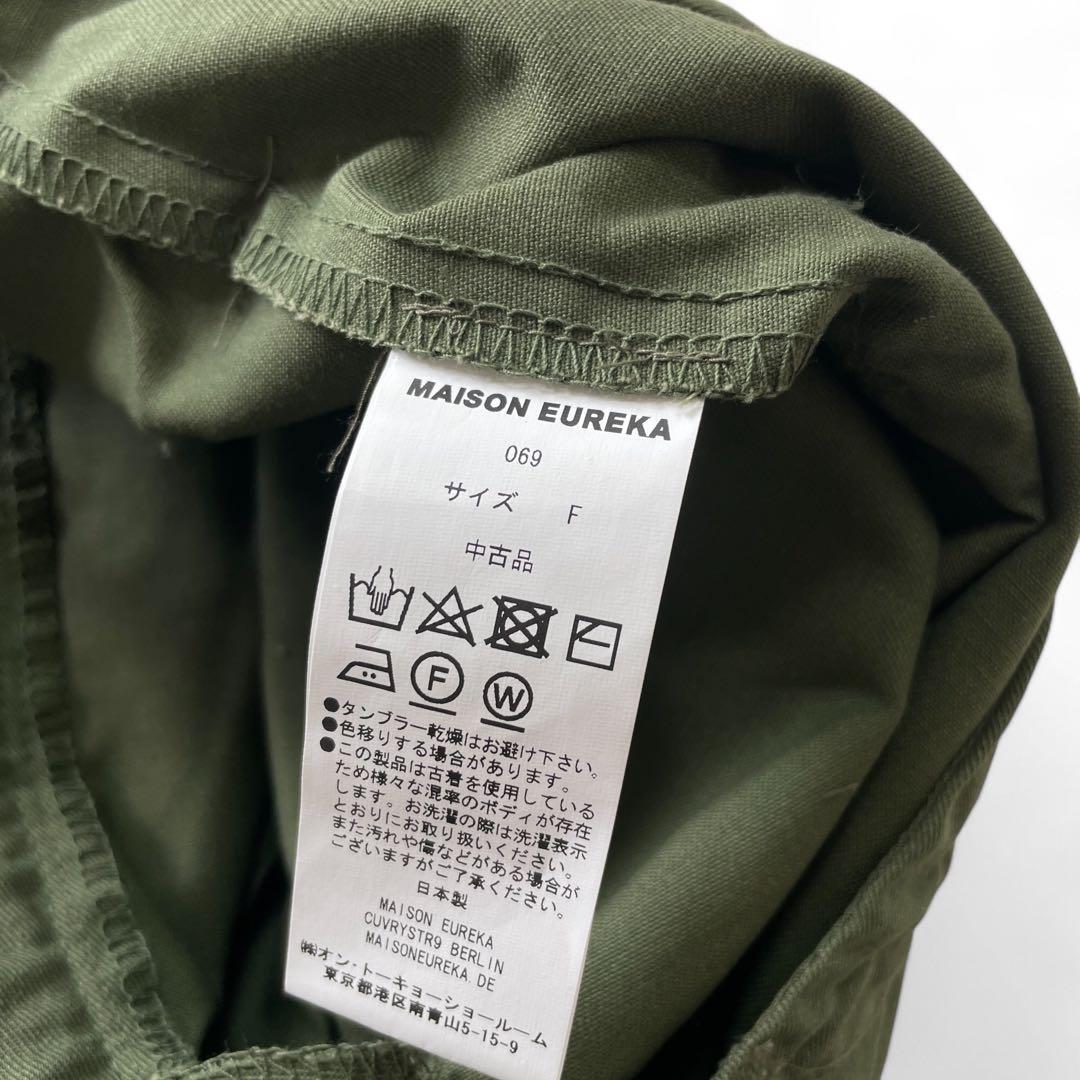 MAISON EUREKA
069
サイズ F
中古品
F W
●タンブラー乾燥はお避け下さい。
●色移りする場合があります。
●この製品は古着を使用している
ため様々な混率のボディが存在
します。お洗濯の際は洗濯表示
とおりにお取り扱いください。
また汚れや傷などがある場合が
ございますがご了承ください。
日本製
MAISON EUREKA
CUVRYSTR9 BERLIN
MAISONEUREKA.DE
㈱オン・トーキョーショールーム
東京都港区南青山5-15-9